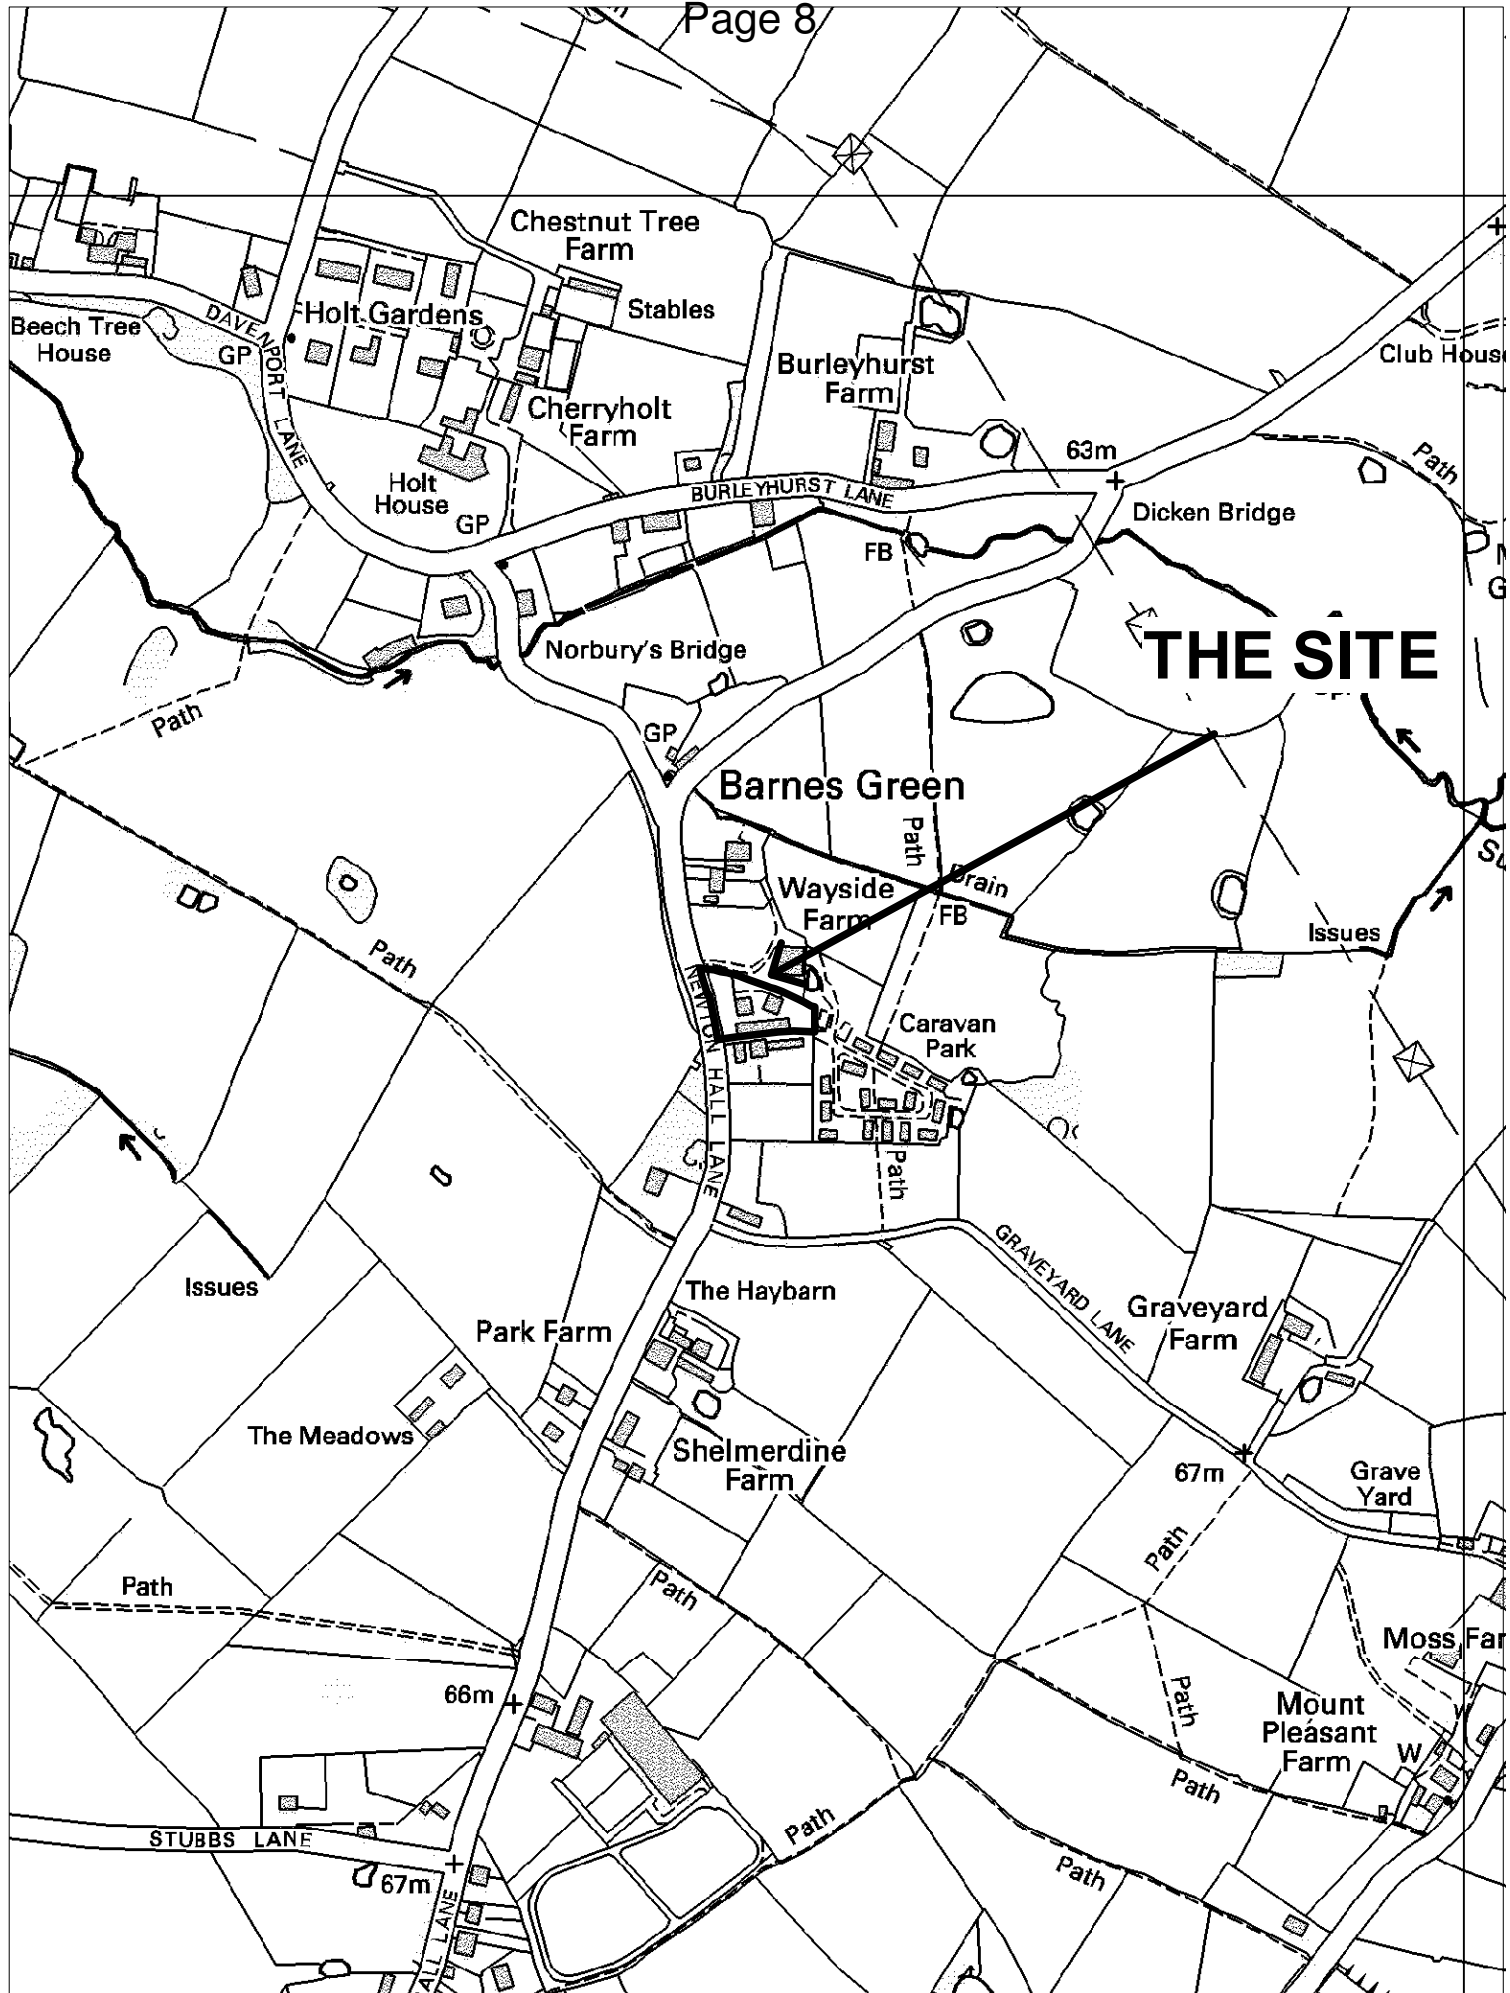 Page 8
Chestnut Tree
Farm
Stables
Holt Gardens
DAVENPORT LANE
Beech Tree
House
GP
Burleyhurst
Farm
Club House
Cherryholt
Farm
63m
Path
Holt
House
GP
BURLEYHURST LANE
Dicken Bridge
FB
Norbury's Bridge
THE SITE
Path
GP
Barnes Green
Path
Drain
Wayside
Farm
FB
Issues
Path
NEWTON HALL LANE
Caravan
Park
Path
GRAVEYARD LANE
Issues
The Haybarn
Graveyard
Farm
Park Farm
The Meadows
Shelmerdine
Farm
67m
Grave
Yard
Path
Path
Path
Moss Far
66m
Path
Mount
Pleasant
Farm
W
Path
STUBBS LANE
Path
Path
67m
ALL LANE